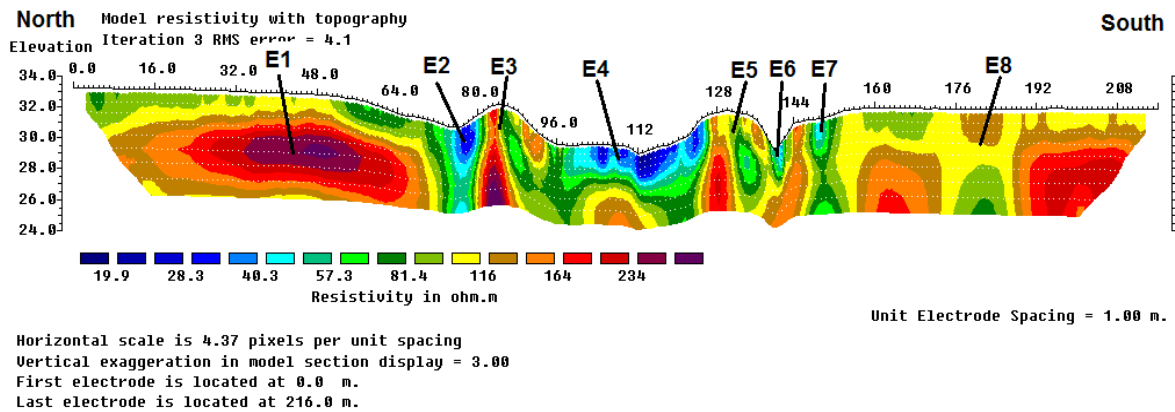 North Model resistivity with topography South
Elevation Iteration 3 RMS error = 4.1
E1 E2 E3 E4 E5 E6 E7 E8
0.0 16.0 32.0 48.0 64.0 80.0 96.0 112 128 144 160 176 192 208
34.0
32.0
30.0
28.0
26.0
24.0
19.9 28.3 40.3 57.3 81.4 116 164 234
Resistivity in ohm.m
Unit Electrode Spacing = 1.00 m.
Horizontal scale is 4.37 pixels per unit spacing
Vertical exaggeration in model section display = 3.00
First electrode is located at 0.0 m.
Last electrode is located at 216.0 m.